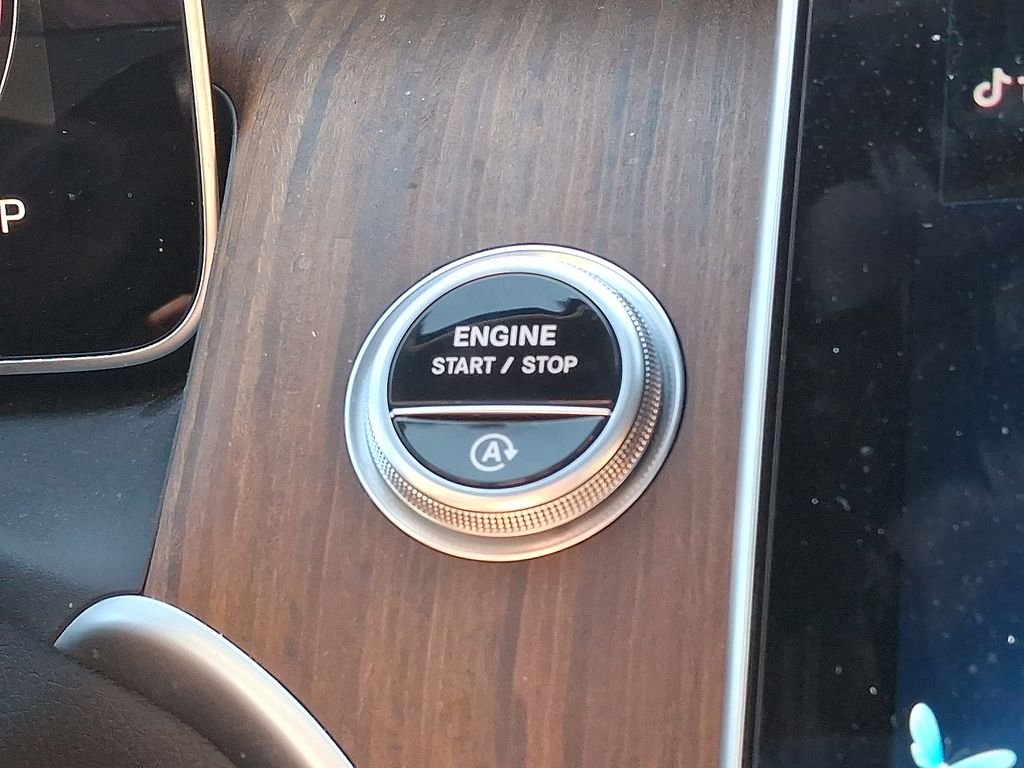 P
ENGINE
START / STOP
A